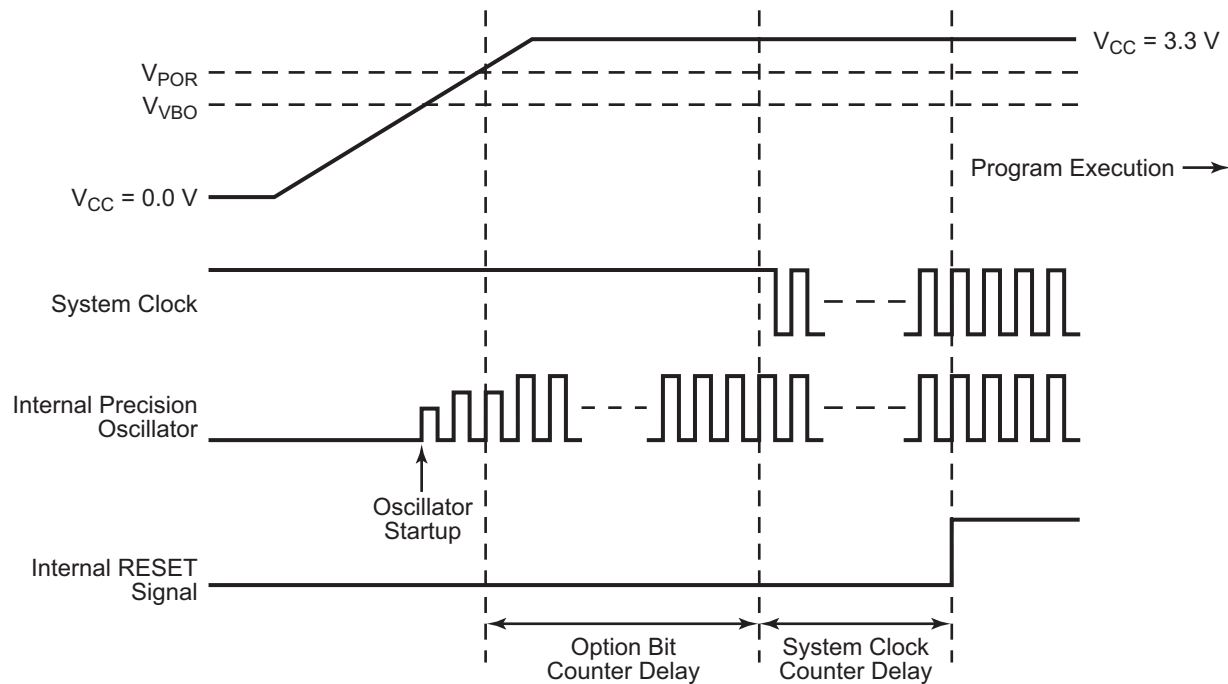 V_CC = 3.3 V
V_POR
V_VBO
Program Execution
V_CC = 0.0 V
System Clock
Internal Precision
Oscillator
Oscillator
Startup
Internal RESET
Signal
Option Bit
Counter Delay
System Clock
Counter Delay